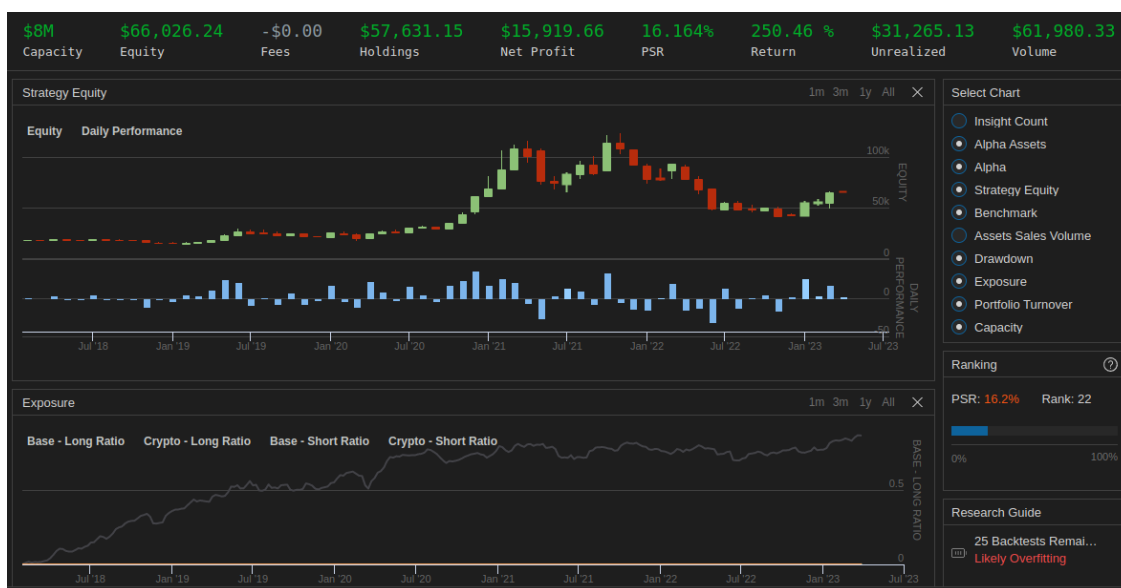 $8M $66,026.24 -$0.00 $57,631.15 $15,919.66 16.164% 250.46 % $31,265.13 $61,980.33
Capacity Equity Fees Holdings Net Profit PSR Return Unrealized Volume
Strategy Equity 1m 3m 1y All
Equity Daily Performance
100k
50k
0
EQUITY
0
-50
DAILY
PERFORMANCE
Jul '18 Jan '19 Jul '19 Jan '20 Jul '20 Jan '21 Jul '21 Jan '22 Jul '22 Jan '23 Jul '23
Exposure 1m 3m 1y All
Base - Long Ratio Crypto - Long Ratio Base - Short Ratio Crypto - Short Ratio
0.5
0
BASE - LONG RATIO
Jul '18 Jan '19 Jul '19 Jan '20 Jul '20 Jan '21 Jul '21 Jan '22 Jul '22 Jan '23 Jul '23
Select Chart
Insight Count
Alpha Assets
Alpha
Strategy Equity
Benchmark
Assets Sales Volume
Drawdown
Exposure
Portfolio Turnover
Capacity
Ranking ?
PSR: 16.2% Rank: 22
0% 100%
Research Guide
25 Backtests Remai...
Likely Overfitting